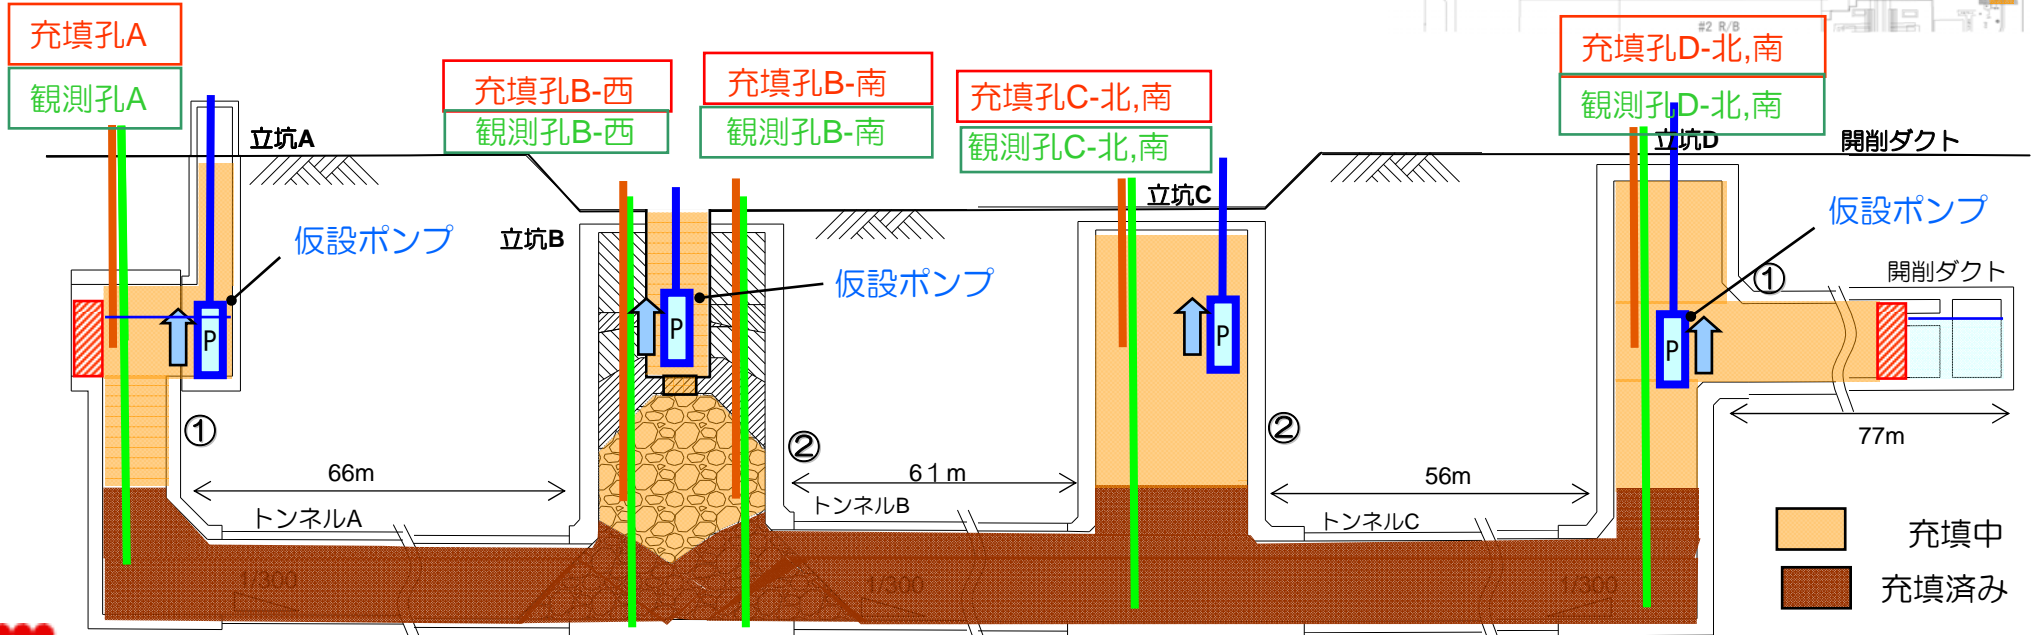 #2 R/B
充填孔A
観測孔A
充填孔B-西
観測孔B-西
充填孔B-南
観測孔B-南
充填孔C-北,南
観測孔C-北,南
充填孔D-北,南
観測孔D-北,南
立坑A
立坑B
立坑C
立坑D
開削ダクト
仮設ポンプ
仮設ポンプ
仮設ポンプ
開削ダクト
P
P
P
P
①
②
②
①
66m
61m
56m
77m
トンネルA
トンネルB
トンネルC
1/300
1/300
1/300
充填中
充填済み